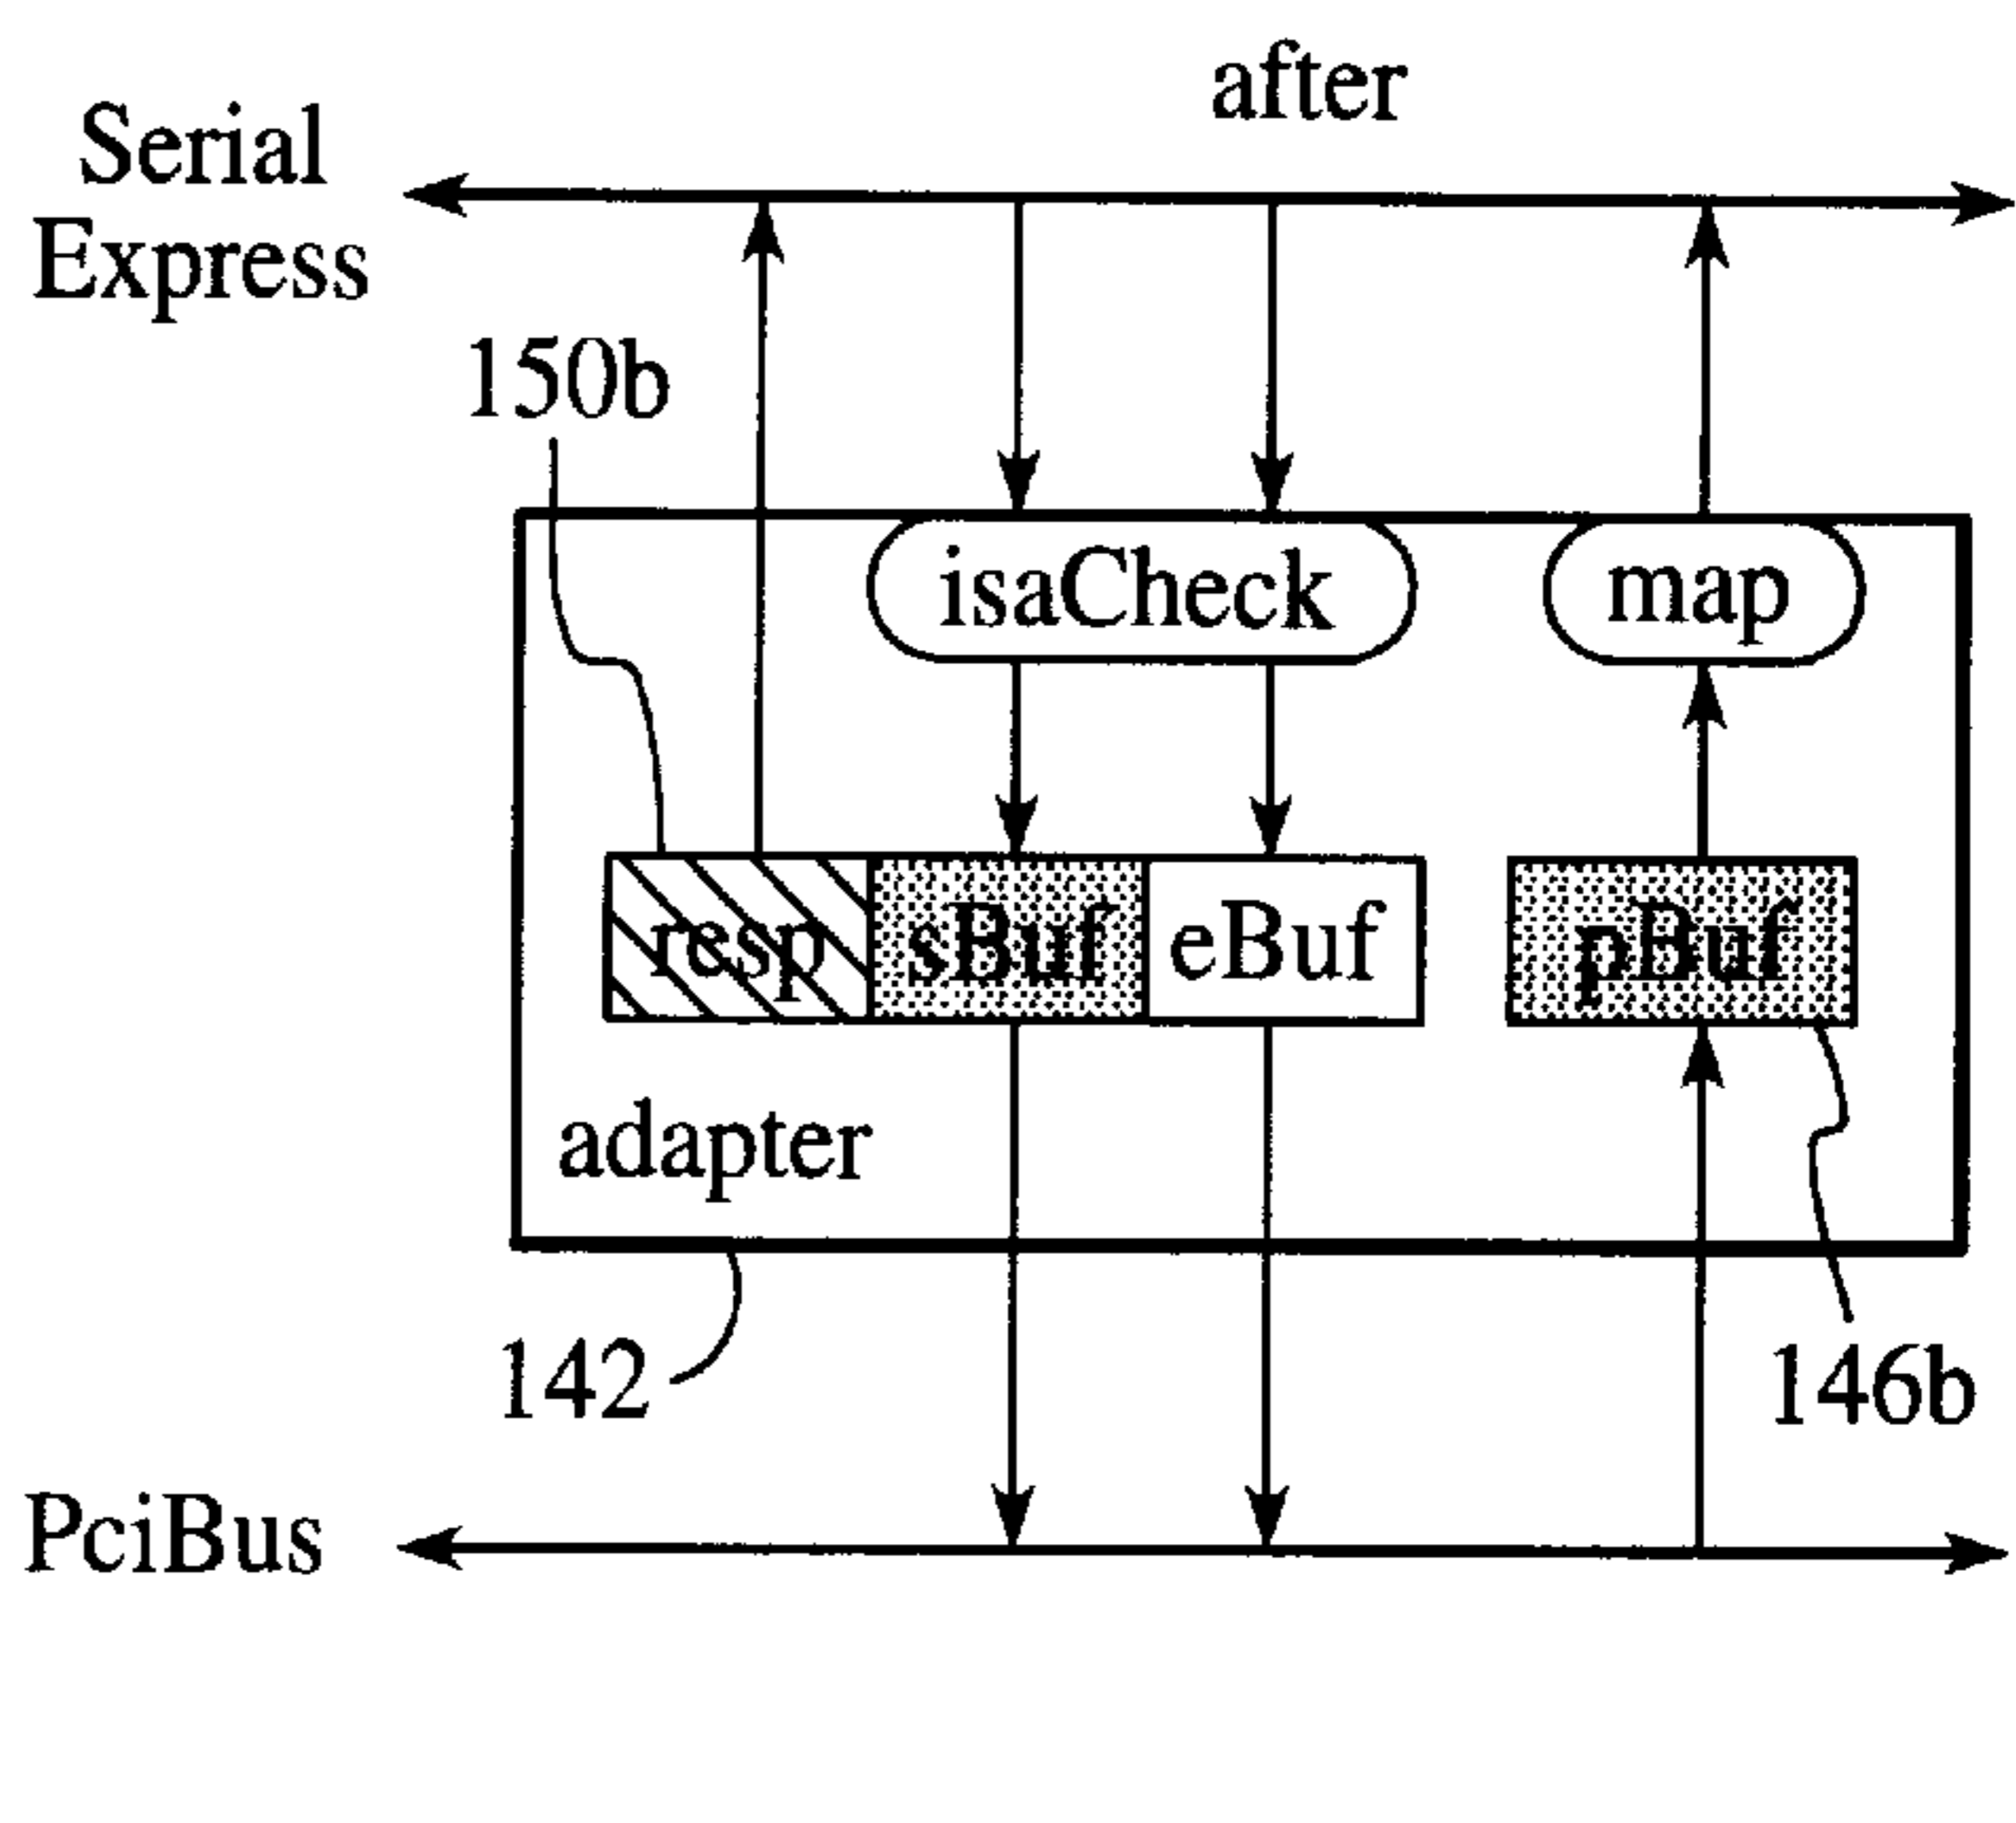 after
Serial
Express
150b
isaCheck
map
resp
sBuf
eBuf
pBuf
adapter
142
146b
PciBus